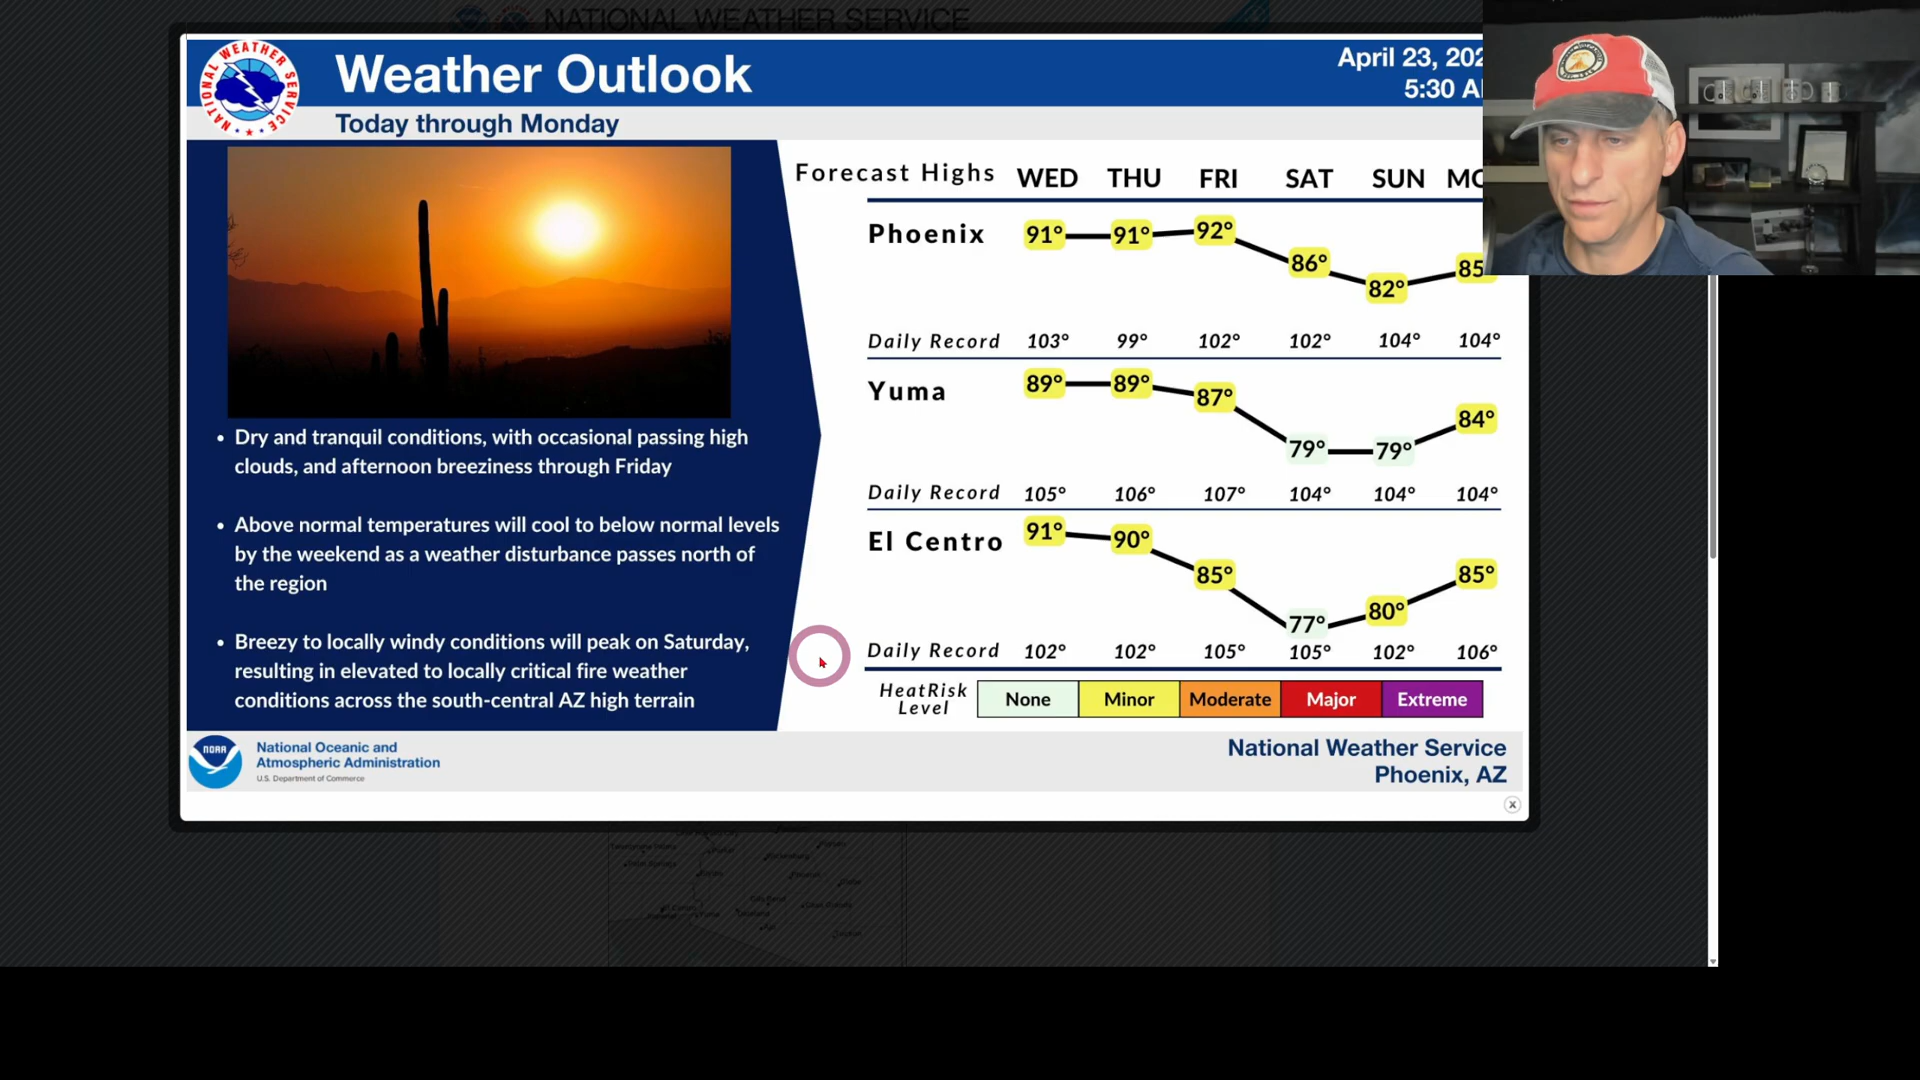 NATIONAL WEATHER SERVICE
NATIONAL WEATHER SERVICE
Weather Outlook
April 23, 202
5:30 A
Today through Monday
Forecast Highs WED THU FRI SAT SUN MO
Phoenix 91° 91° 92° 86° 82° 85
Daily Record 103° 99° 102° 102° 104° 104°
Yuma 89° 89° 87° 79° 79° 84°
Daily Record 105° 106° 107° 104° 104° 104°
El Centro 91° 90° 85° 77° 80° 85°
Daily Record 102° 102° 105° 105° 102° 106°
HeatRisk
Level
None Minor Moderate Major Extreme
• Dry and tranquil conditions, with occasional passing high
clouds, and afternoon breeziness through Friday
• Above normal temperatures will cool to below normal levels
by the weekend as a weather disturbance passes north of
the region
• Breezy to locally windy conditions will peak on Saturday,
resulting in elevated to locally critical fire weather
conditions across the south-central AZ high terrain
NOAA
National Oceanic and
Atmospheric Administration
U.S. Department of Commerce
National Weather Service
Phoenix, AZ
x